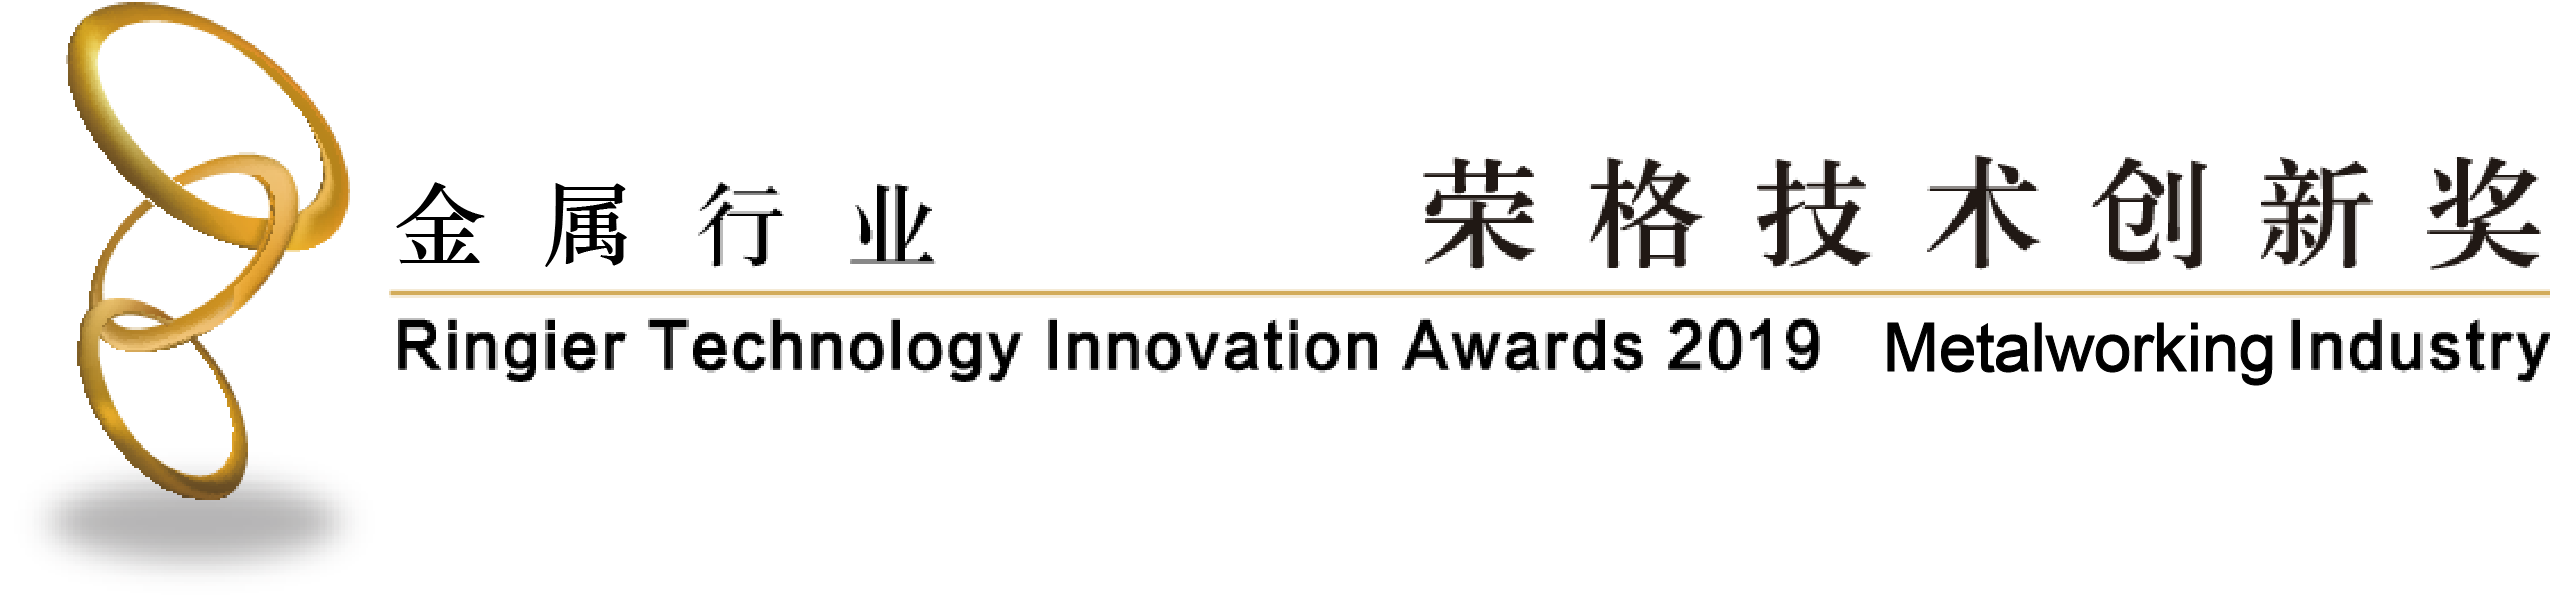 金属行业 荣格技术创新奖
Ringier Technology Innovation Awards 2019 Metalworking Industry